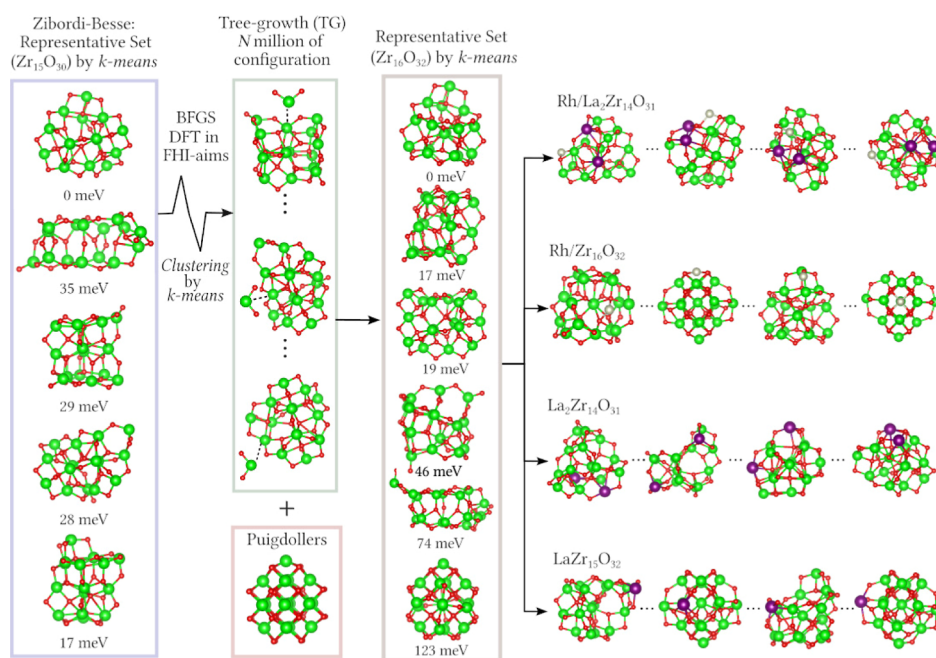 Zibordi-Besse:
Representative Set
(Zr₁₅O₃₀) by k-means
0 meV
35 meV
29 meV
28 meV
17 meV
BFGS
DFT in
FHI-aims
Clustering
by
k-means
Tree-growth (TG)
N million of
configuration
+
Puigdollers
Representative Set
(Zr₁₆O₃₂) by k-means
0 meV
17 meV
19 meV
46 meV
74 meV
123 meV
Rh/La₂Zr₁₄O₃₁
Rh/Zr₁₆O₃₂
La₂Zr₁₄O₃₁
LaZr₁₅O₃₂